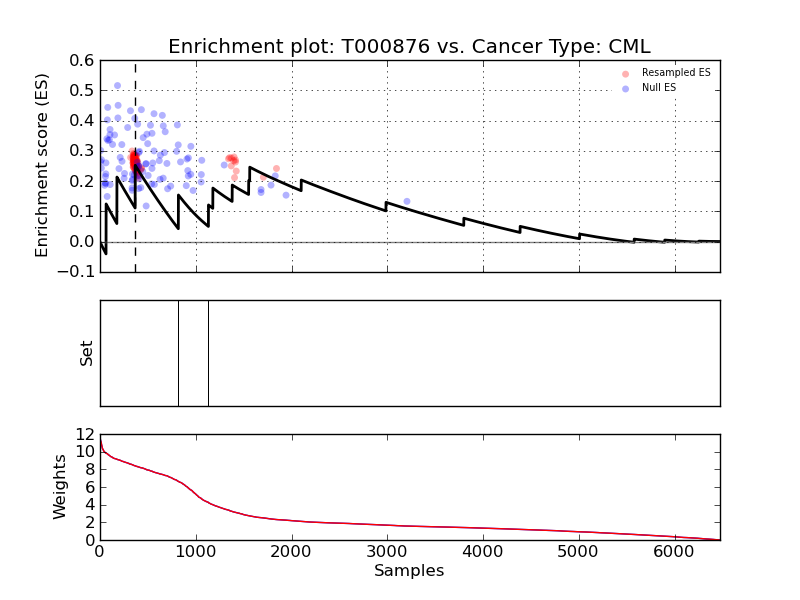 Enrichment plot: T000876 vs. Cancer Type: CML
Enrichment score (ES)
0.6
0.5
0.4
0.3
0.2
0.1
0.0
−0.1
Resampled ES
Null ES
Set
Weights
12
10
8
6
4
2
0
0 1000 2000 3000 4000 5000 6000
Samples